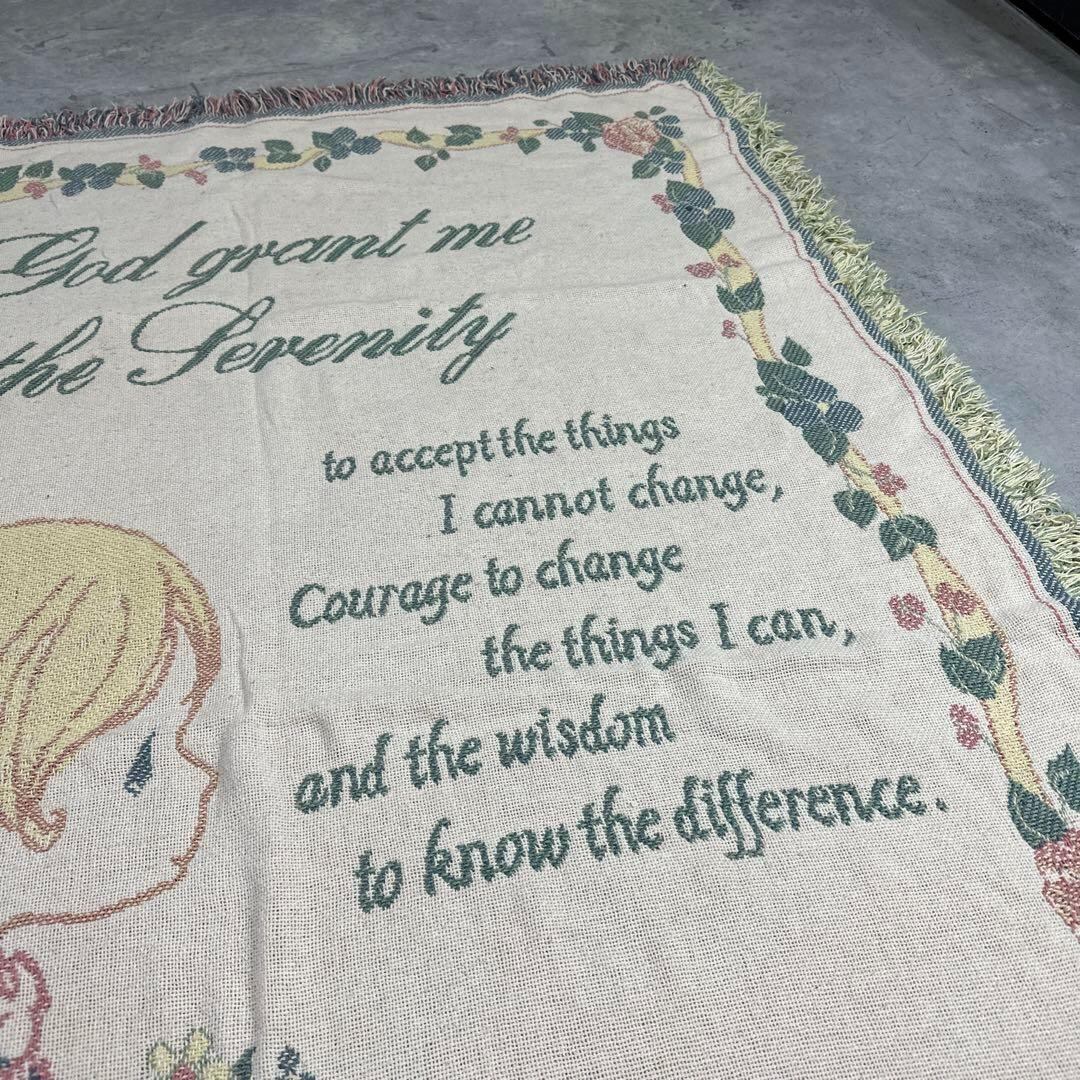 God grant me
the Serenity
to accept the things
I cannot change,
Courage to change
the things I can,
and the wisdom
to know the difference.